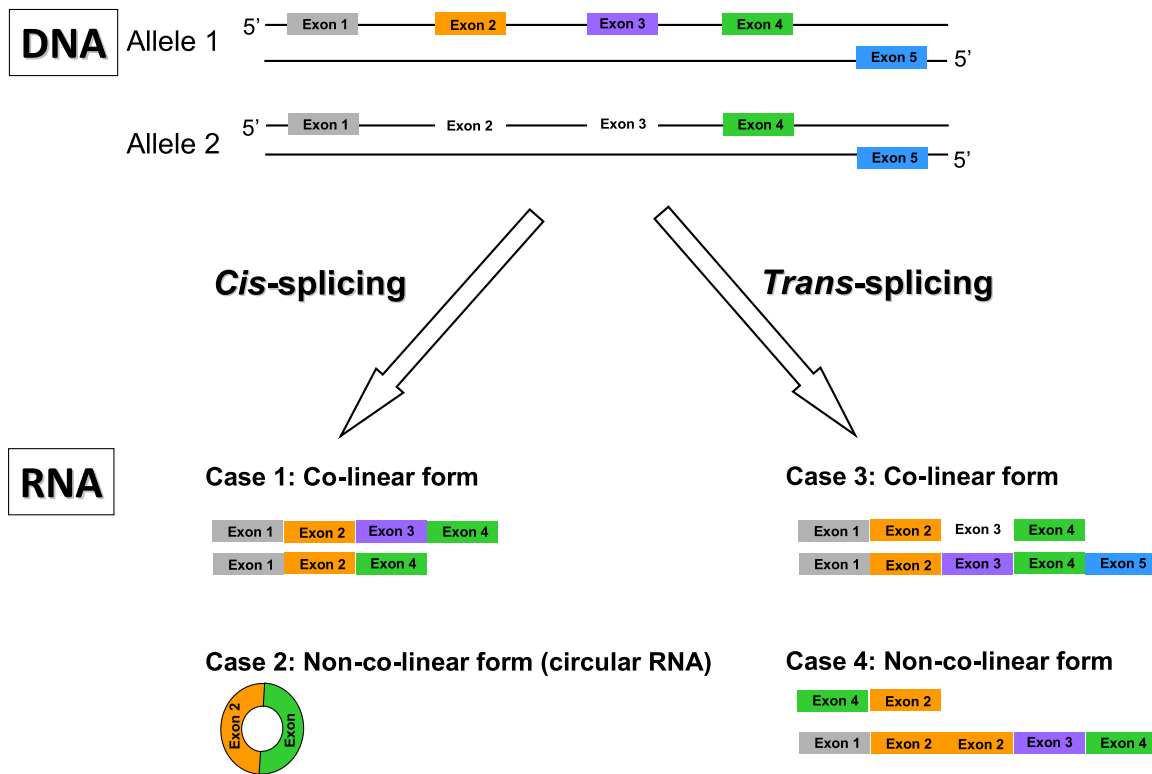 DNA
Allele 1
5’ Exon 1 Exon 2 Exon 3 Exon 4
Exon 5 5’
Allele 2
5’ Exon 1 Exon 2 Exon 3 Exon 4
Exon 5 5’
Cis-splicing
Trans-splicing
RNA
Case 1: Co-linear form
Exon 1 Exon 2 Exon 3 Exon 4
Exon 1 Exon 2 Exon 4
Case 2: Non-co-linear form (circular RNA)
Exon 2
Exon
Case 3: Co-linear form
Exon 1 Exon 2 Exon 3 Exon 4
Exon 1 Exon 2 Exon 3 Exon 4 Exon 5
Case 4: Non-co-linear form
Exon 4 Exon 2
Exon 1 Exon 2 Exon 2 Exon 3 Exon 4